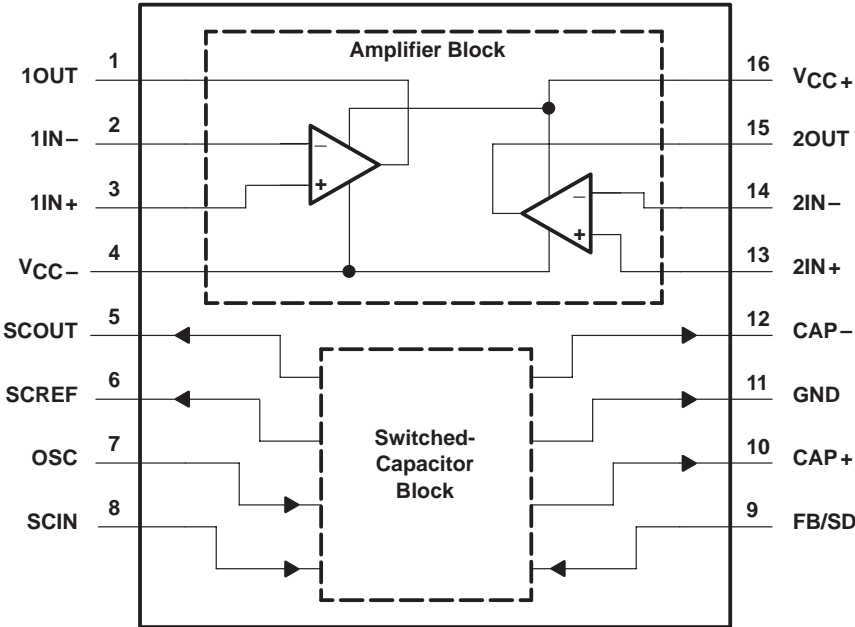 Amplifier Block
1OUT 1
1IN− 2
1IN+ 3
VCC− 4
SCOUT 5
SCREF 6
OSC 7
SCIN 8
− +
− +
16 VCC+
15 2OUT
14 2IN−
13 2IN+
12 CAP−
11 GND
10 CAP+
9 FB/SD
Switched-
Capacitor
Block